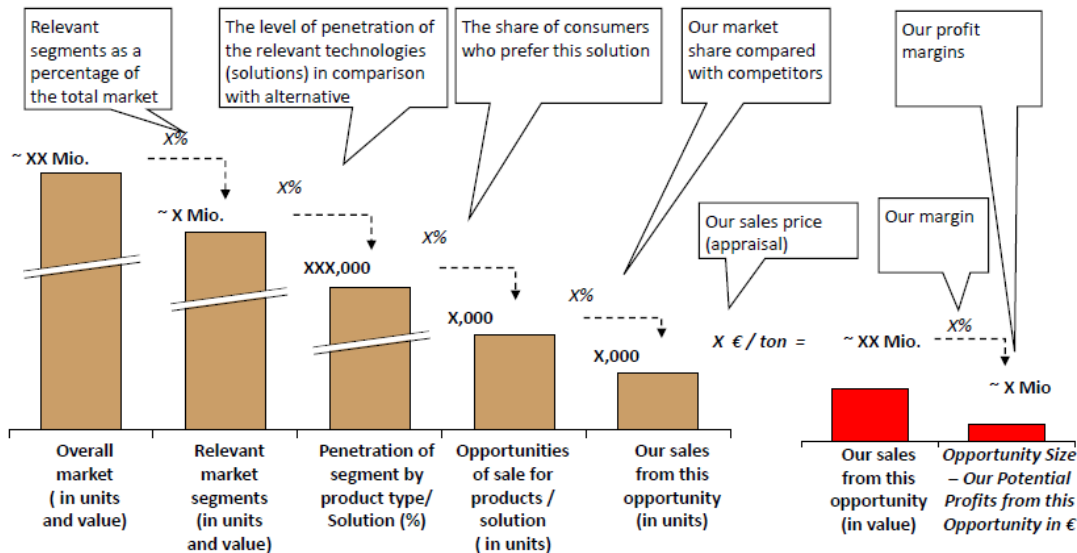 Relevant
segments as a
percentage of
the total market
The level of penetration of
the relevant technologies
(solutions) in comparison
with alternative
The share of consumers
who prefer this solution
Our market
share compared
with competitors
Our profit
margins
X%
~ XX Mio.
~ X Mio.
X%
XXX,000
X%
X,000
X%
X,000
Our sales price
(appraisal)
X € / ton =
Our margin
~ XX Mio.
X%
~ X Mio
Overall
market
( in units
and value)
Relevant
market
segments
(in units
and value)
Penetration of
segment by
product type/
Solution (%)
Opportunities
of sale for
products /
solution
( in units)
Our sales
from this
opportunity
(in units)
Our sales
from this
opportunity
(in value)
Opportunity Size
– Our Potential
Profits from this
Opportunity in €